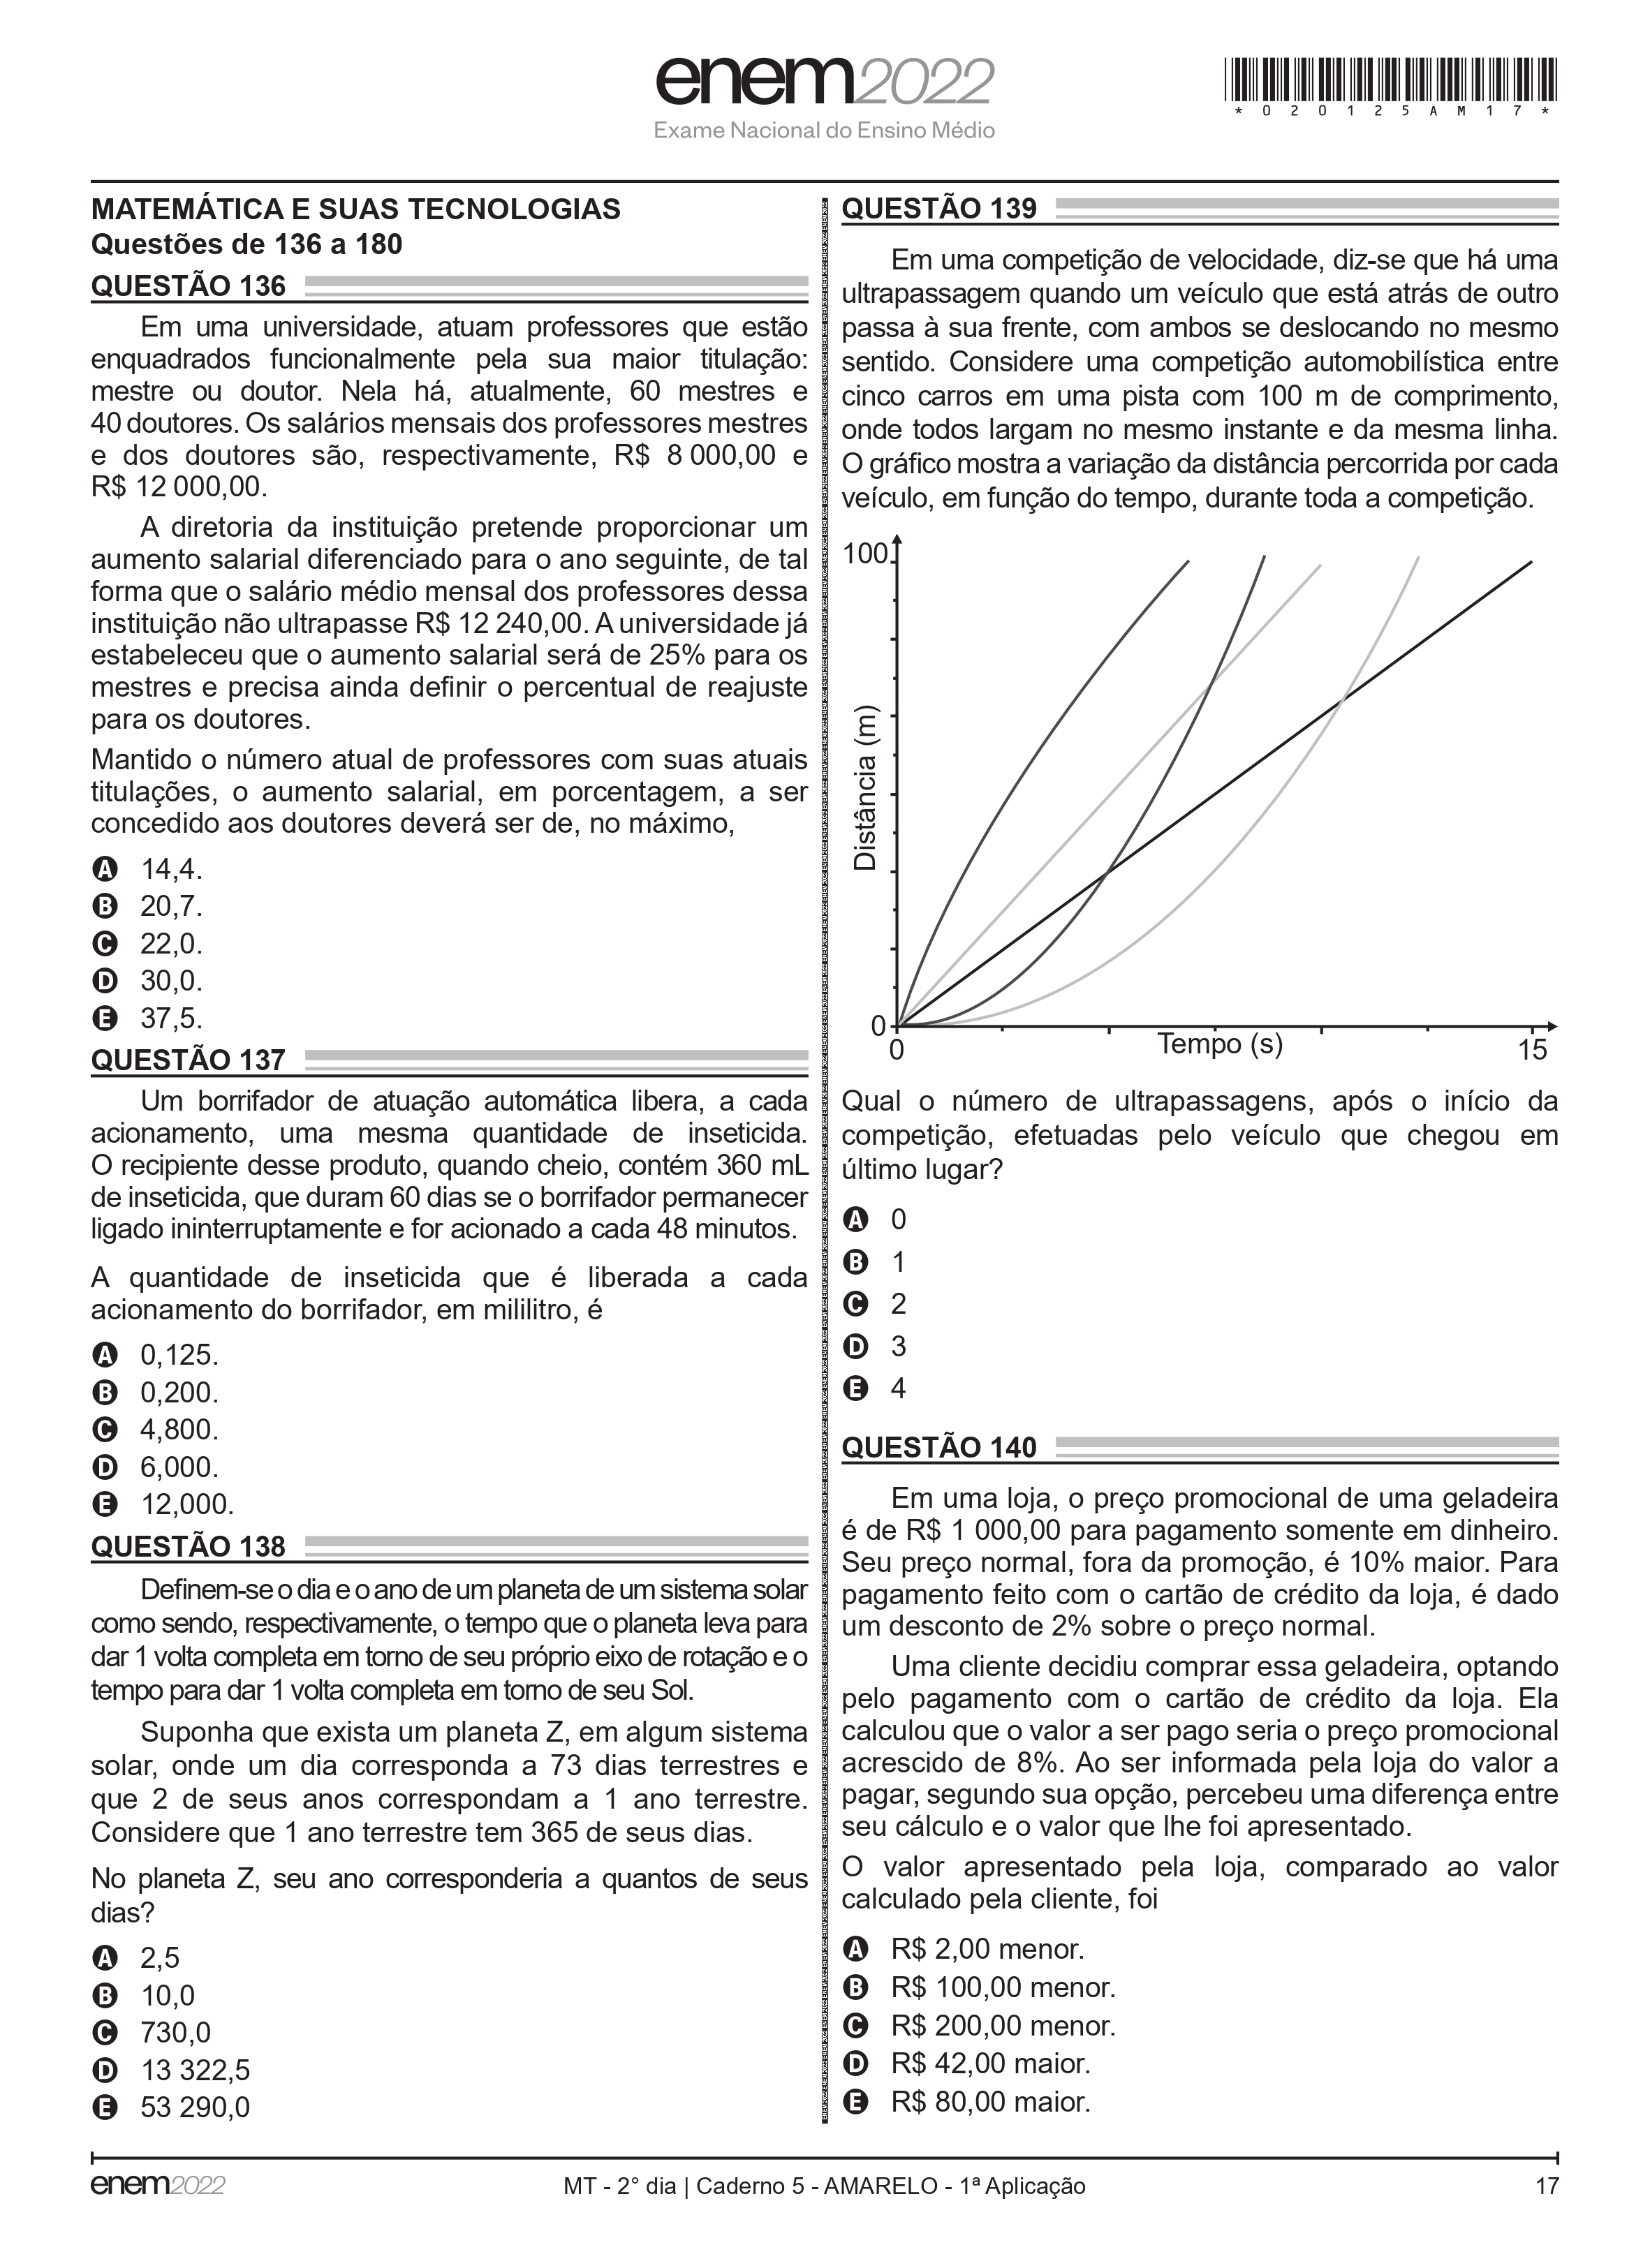 enem2022
Exame Nacional do Ensino Médio
*020125AM17*
MATEMÁTICA E SUAS TECNOLOGIAS
Questões de 136 a 180
QUESTÃO 136
Em uma universidade, atuam professores que estão
enquadrados funcionalmente pela sua maior titulação:
mestre ou doutor. Nela há, atualmente, 60 mestres e
40 doutores. Os salários mensais dos professores mestres
e dos doutores são, respectivamente, R$ 8 000,00 e
R$ 12 000,00.
A diretoria da instituição pretende proporcionar um
aumento salarial diferenciado para o ano seguinte, de tal
forma que o salário médio mensal dos professores dessa
instituição não ultrapasse R$ 12 240,00. A universidade já
estabeleceu que o aumento salarial será de 25% para os
mestres e precisa ainda definir o percentual de reajuste
para os doutores.
Mantido o número atual de professores com suas atuais
titulações, o aumento salarial, em porcentagem, a ser
concedido aos doutores deverá ser de, no máximo,
A 14,4.
B 20,7.
C 22,0.
D 30,0.
E 37,5.
QUESTÃO 137
Um borrifador de atuação automática libera, a cada
acionamento, uma mesma quantidade de inseticida.
O recipiente desse produto, quando cheio, contém 360 mL
de inseticida, que duram 60 dias se o borrifador permanecer
ligado ininterruptamente e for acionado a cada 48 minutos.
A quantidade de inseticida que é liberada a cada
acionamento do borrifador, em mililitro, é
A 0,125.
B 0,200.
C 4,800.
D 6,000.
E 12,000.
QUESTÃO 138
Definem-se o dia e o ano de um planeta de um sistema solar
como sendo, respectivamente, o tempo que o planeta leva para
dar 1 volta completa em torno de seu próprio eixo de rotação e o
tempo para dar 1 volta completa em torno de seu Sol.
Suponha que exista um planeta Z, em algum sistema
solar, onde um dia corresponda a 73 dias terrestres e
que 2 de seus anos correspondam a 1 ano terrestre.
Considere que 1 ano terrestre tem 365 de seus dias.
No planeta Z, seu ano corresponderia a quantos de seus
dias?
A 2,5
B 10,0
C 730,0
D 13 322,5
E 53 290,0
QUESTÃO 139
Em uma competição de velocidade, diz-se que há uma
ultrapassagem quando um veículo que está atrás de outro
passa à sua frente, com ambos se deslocando no mesmo
sentido. Considere uma competição automobilística entre
cinco carros em uma pista com 100 m de comprimento,
onde todos largam no mesmo instante e da mesma linha.
O gráfico mostra a variação da distância percorrida por cada
veículo, em função do tempo, durante toda a competição.
100
Distância (m)
0
0
Tempo (s)
15
Qual o número de ultrapassagens, após o início da
competição, efetuadas pelo veículo que chegou em
último lugar?
A 0
B 1
C 2
D 3
E 4
QUESTÃO 140
Em uma loja, o preço promocional de uma geladeira
é de R$ 1 000,00 para pagamento somente em dinheiro.
Seu preço normal, fora da promoção, é 10% maior. Para
pagamento feito com o cartão de crédito da loja, é dado
um desconto de 2% sobre o preço normal.
Uma cliente decidiu comprar essa geladeira, optando
pelo pagamento com o cartão de crédito da loja. Ela
calculou que o valor a ser pago seria o preço promocional
acrescido de 8%. Ao ser informada pela loja do valor a
pagar, segundo sua opção, percebeu uma diferença entre
seu cálculo e o valor que lhe foi apresentado.
O valor apresentado pela loja, comparado ao valor
calculado pela cliente, foi
A R$ 2,00 menor.
B R$ 100,00 menor.
C R$ 200,00 menor.
D R$ 42,00 maior.
E R$ 80,00 maior.
enem2022
MT - 2° dia | Caderno 5 - AMARELO - 1ª Aplicação
17